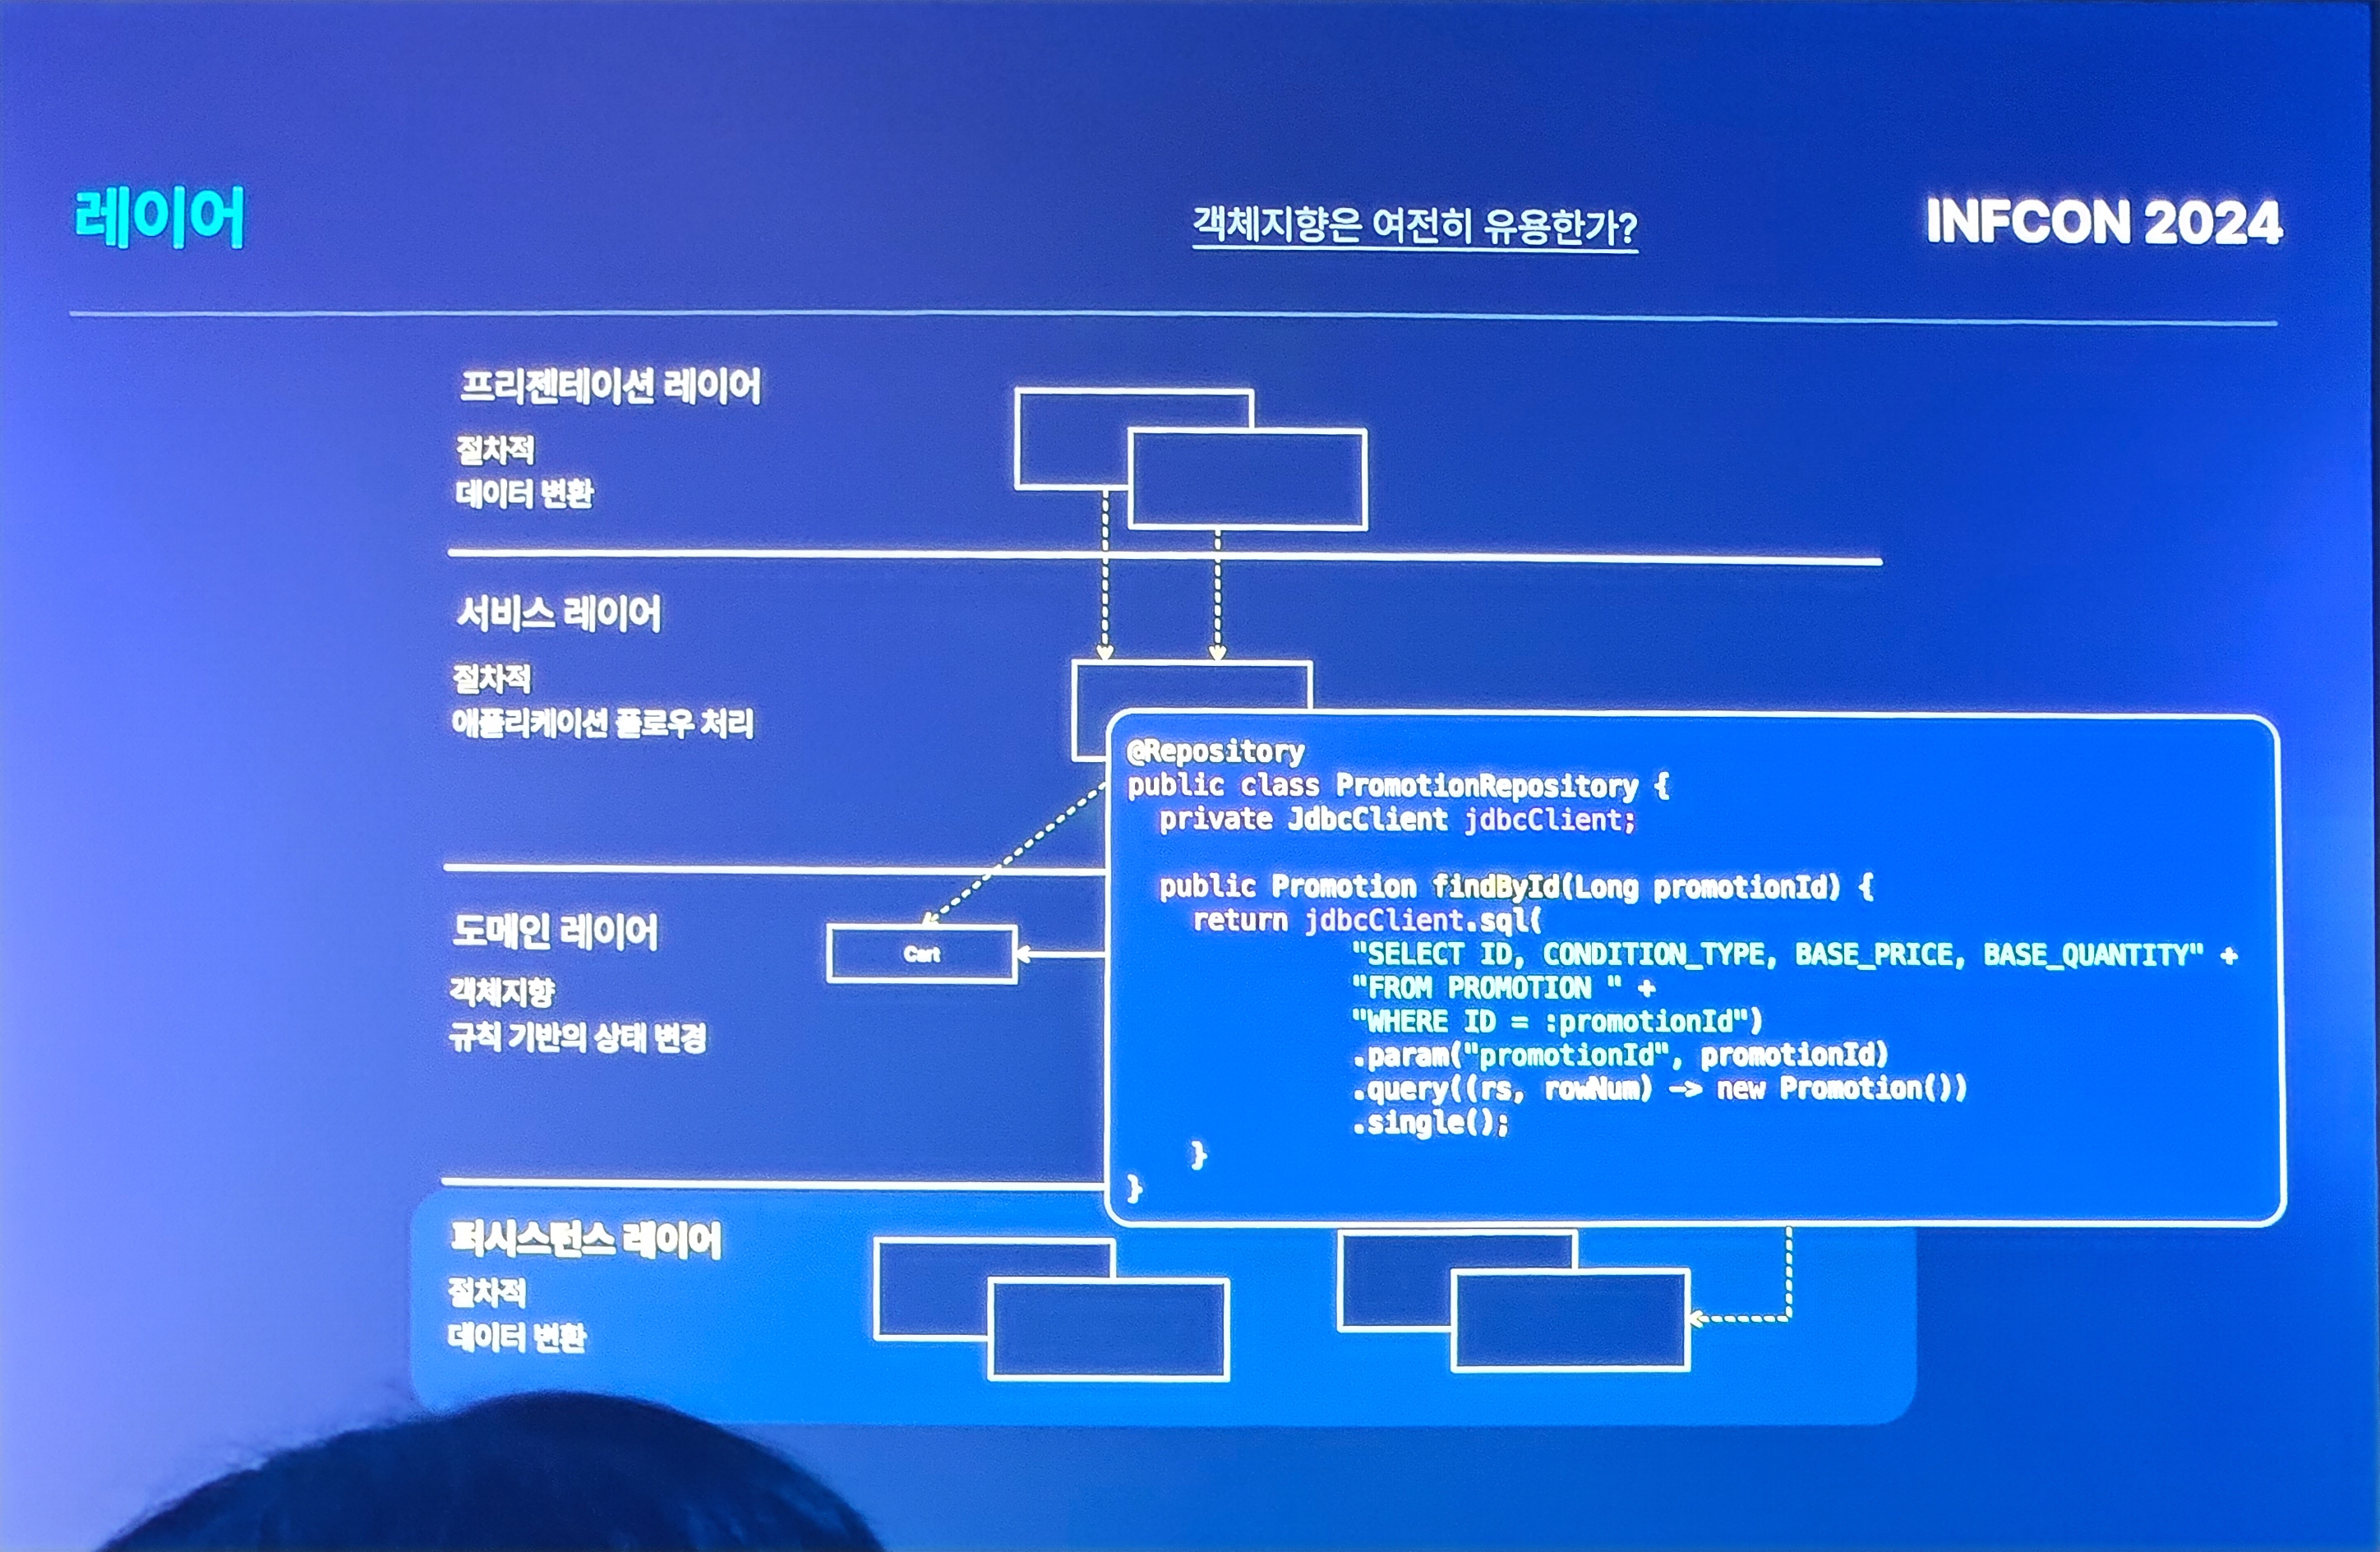 레이어
객체지향은 여전히 유용한가?
INFCON 2024
프리젠테이션 레이어
절차적
데이터 변환
서비스 레이어
절차적
애플리케이션 플로우 처리
도메인 레이어
객체지향
규칙 기반의 상태 변경
Cart
@Repository
public class PromotionRepository {
private JdbcClient jdbcClient;
public Promotion findById(Long promotionId) {
return jdbcClient.sql(
"SELECT ID, CONDITION_TYPE, BASE_PRICE, BASE_QUANTITY" +
"FROM PROMOTION " +
"WHERE ID = :promotionId")
.param("promotionId", promotionId)
.query((rs, rowNum) -> new Promotion())
.single();
}
}
퍼시스턴스 레이어
절차적
데이터 변환